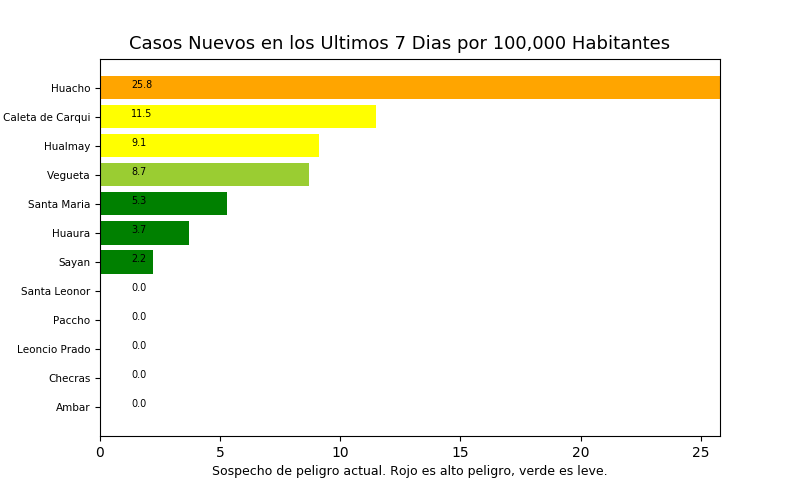 Casos Nuevos en los Ultimos 7 Dias por 100,000 Habitantes
Huacho 25.8
Caleta de Carqui 11.5
Hualmay 9.1
Vegueta 8.7
Santa Maria 5.3
Huaura 3.7
Sayan 2.2
Santa Leonor 0.0
Paccho 0.0
Leoncio Prado 0.0
Checras 0.0
Ambar 0.0
0 5 10 15 20 25
Sospecho de peligro actual. Rojo es alto peligro, verde es leve.